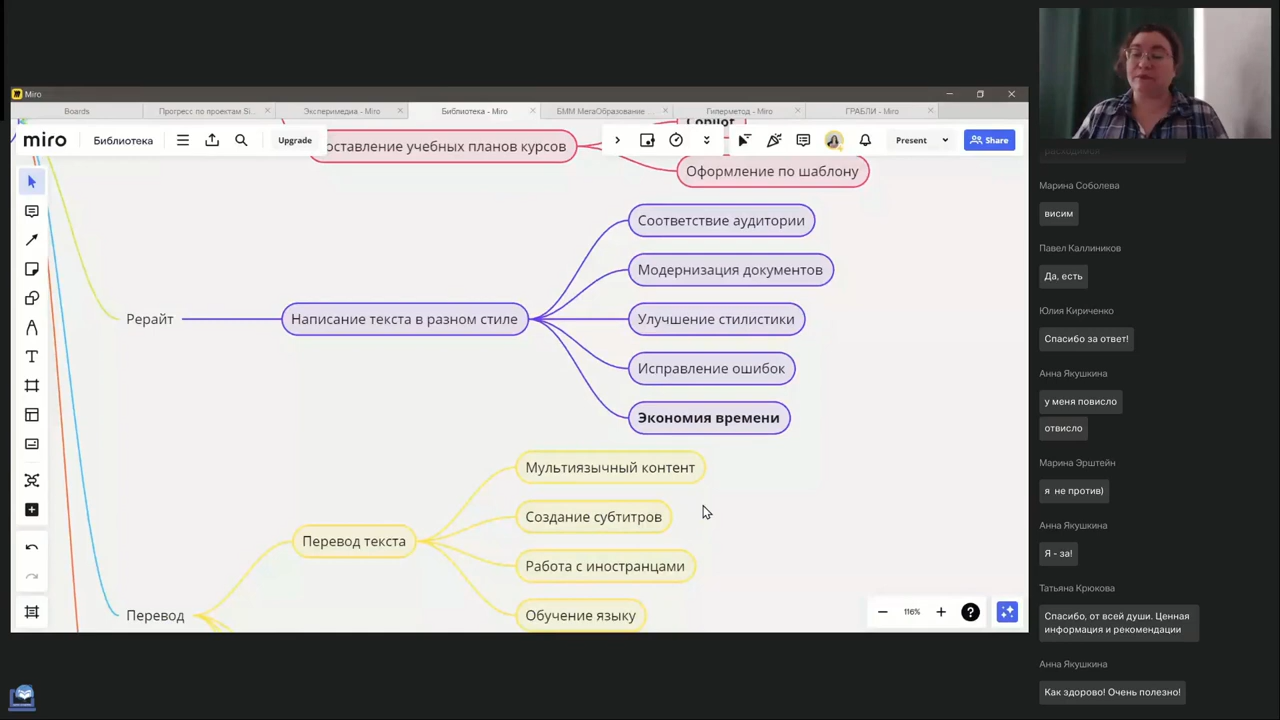 Miro
Boards
Прогресс по проектам SI...
Эксперимедиа - Miro
Библиотека - Miro
БММ МегаОбразование
Гиперметод - Miro
ГРАБЛИ - Miro
miro
Библиотека
Upgrade
Present
Share
Copilot
оставление учебных планов курсов
Оформление по шаблону
Соответствие аудитории
Модернизация документов
Рерайт
Написание текста в разном стиле
Улучшение стилистики
Исправление ошибок
Экономия времени
Мультиязычный контент
Создание субтитров
Перевод текста
Работа с иностранцами
Перевод
Обучение языку
116%
Марина Соболева
висим
Павел Каллиников
Да, есть
Юлия Кириченко
Спасибо за ответ!
Анна Якушкина
у меня повисло
отвисло
Марина Эрштейн
я не против)
Анна Якушкина
Я - за!
Татьяна Крюкова
Спасибо, от всей души. Ценная
информация и рекомендации
Анна Якушкина
Как здорово! Очень полезно!